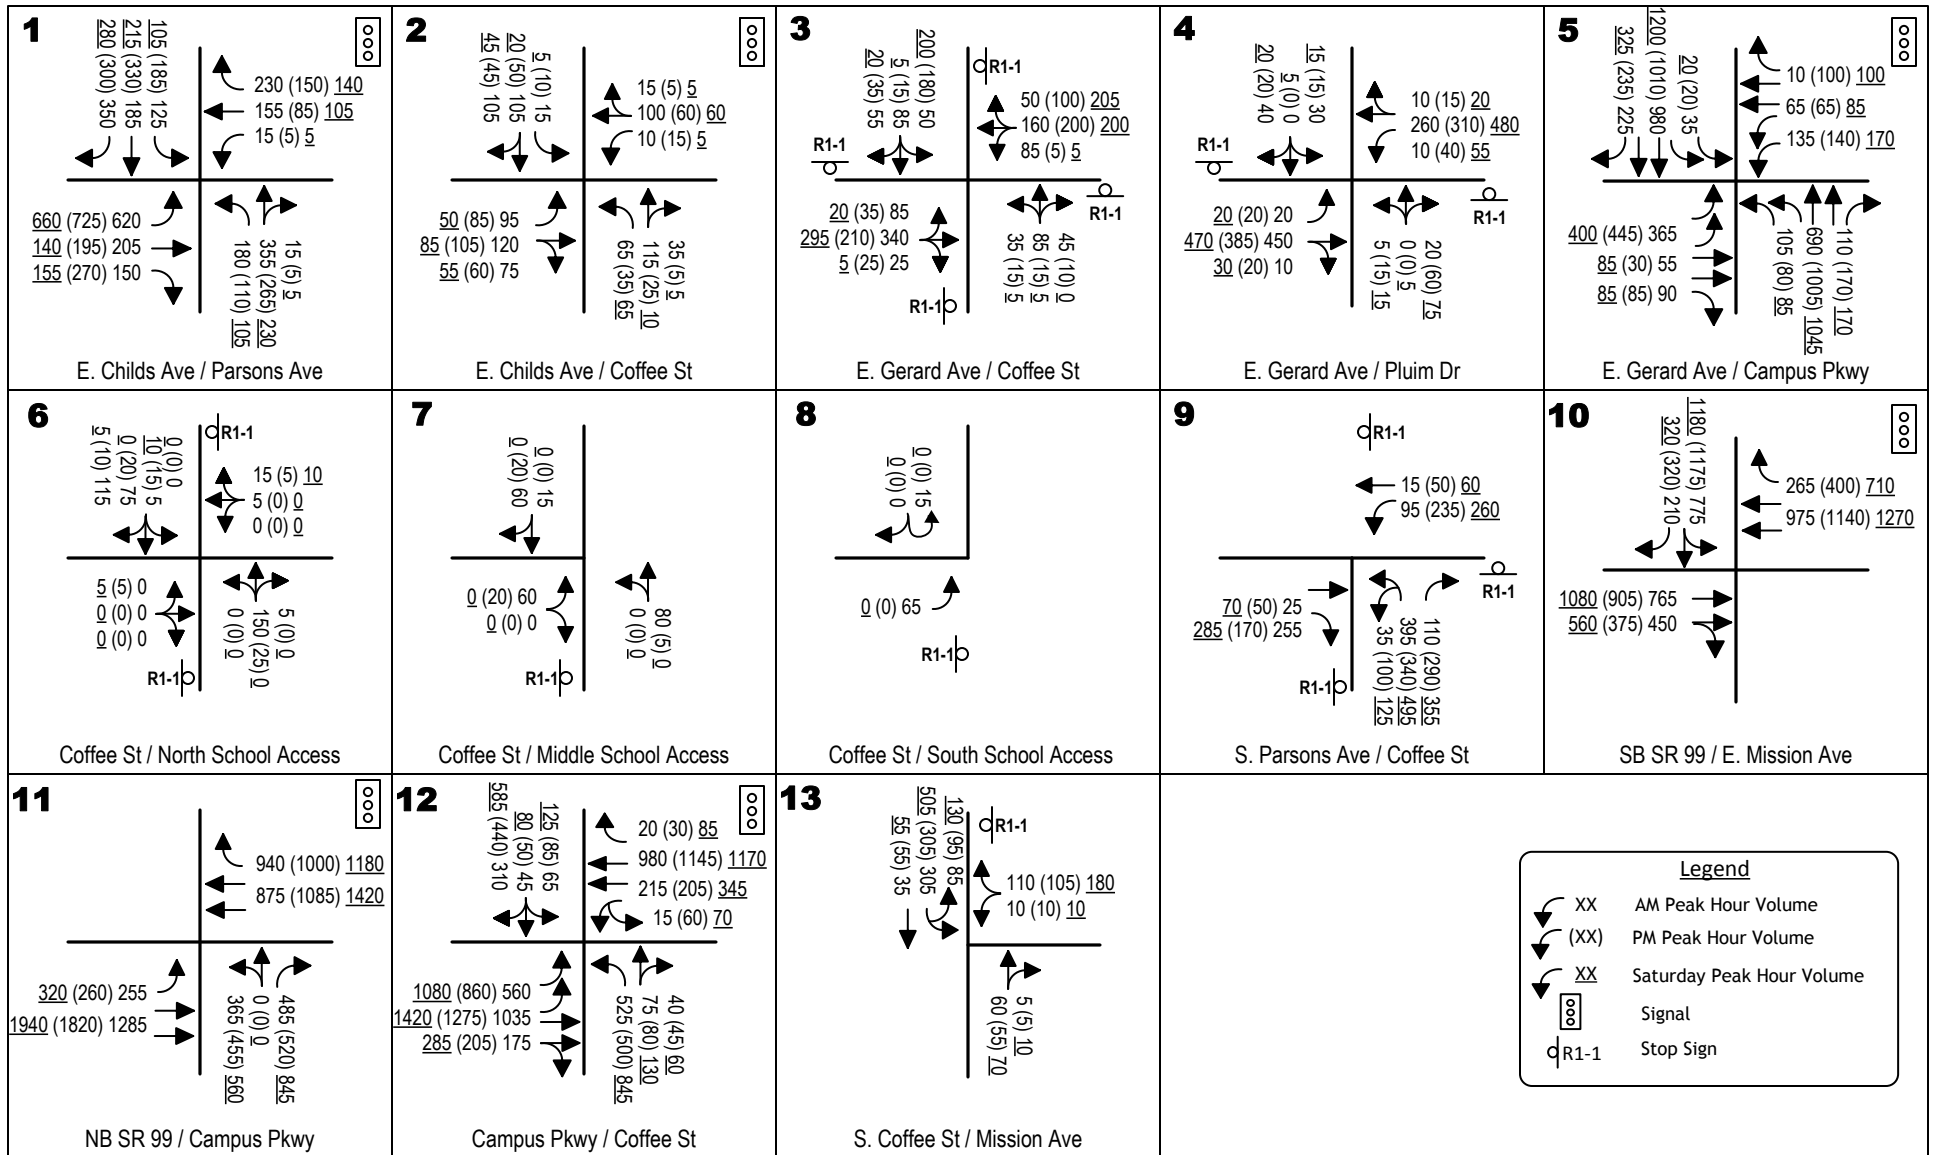 1
280 (300) 350
215 (330) 185
105 (185) 125
230 (150) 140
155 (85) 105
15 (5) 5
660 (725) 620
140 (195) 205
155 (270) 150
180 (110) 105
355 (265) 230
15 (5) 5
E. Childs Ave / Parsons Ave
2
45 (45) 105
20 (50) 105
5 (10) 15
15 (5) 5
100 (60) 60
10 (15) 5
50 (85) 95
85 (105) 120
55 (60) 75
65 (35) 65
115 (25) 10
35 (5) 5
E. Childs Ave / Coffee St
3
20 (35) 55
5 (15) 85
200 (180) 50
R1-1
50 (100) 205
160 (200) 200
85 (5) 5
R1-1
20 (35) 85
295 (210) 340
5 (25) 25
R1-1
35 (15) 5
85 (15) 5
45 (10) 0
R1-1
E. Gerard Ave / Coffee St
4
20 (20) 40
5 (0) 0
15 (15) 30
10 (15) 20
260 (310) 480
10 (40) 55
R1-1
20 (20) 20
470 (385) 450
30 (20) 10
5 (15) 15
0 (0) 5
20 (60) 75
R1-1
E. Gerard Ave / Pluim Dr
5
325 (235) 225
1200 (1010) 980
20 (20) 35
10 (100) 100
65 (65) 85
135 (140) 170
400 (445) 365
85 (30) 55
85 (85) 90
105 (80) 85
690 (1005) 1045
110 (170) 170
E. Gerard Ave / Campus Pkwy
6
5 (10) 115
0 (20) 75
10 (15) 5
0 (0) 0
R1-1
15 (5) 10
5 (0) 0
0 (0) 0
5 (5) 0
0 (0) 0
0 (0) 0
R1-1
0 (0) 0
150 (25) 0
5 (0) 0
Coffee St / North School Access
7
0 (20) 60
0 (0) 15
0 (20) 60
0 (0) 0
R1-1
0 (0) 0
80 (5) 0
Coffee St / Middle School Access
8
0 (0) 0
0 (0) 15
0 (0) 65
R1-1
Coffee St / South School Access
9
R1-1
15 (50) 60
95 (235) 260
70 (50) 25
285 (170) 255
R1-1
35 (100) 125
395 (340) 495
110 (290) 355
R1-1
S. Parsons Ave / Coffee St
10
320 (320) 210
1180 (1175) 775
265 (400) 710
975 (1140) 1270
1080 (905) 765
560 (375) 450
SB SR 99 / E. Mission Ave
11
940 (1000) 1180
875 (1085) 1420
320 (260) 255
1940 (1820) 1285
365 (455) 560
0 (0) 0
485 (520) 845
NB SR 99 / Campus Pkwy
12
585 (440) 310
80 (50) 45
125 (85) 65
20 (30) 85
980 (1145) 1170
215 (205) 345
15 (60) 70
1080 (860) 560
1420 (1275) 1035
285 (205) 175
525 (500) 845
75 (80) 130
40 (45) 60
Campus Pkwy / Coffee St
13
55 (55) 35
505 (305) 305
130 (95) 85
R1-1
110 (105) 180
10 (10) 10
60 (55) 70
5 (5) 10
S. Coffee St / Mission Ave
Legend
XX AM Peak Hour Volume
(XX) PM Peak Hour Volume
XX Saturday Peak Hour Volume
Signal
R1-1 Stop Sign